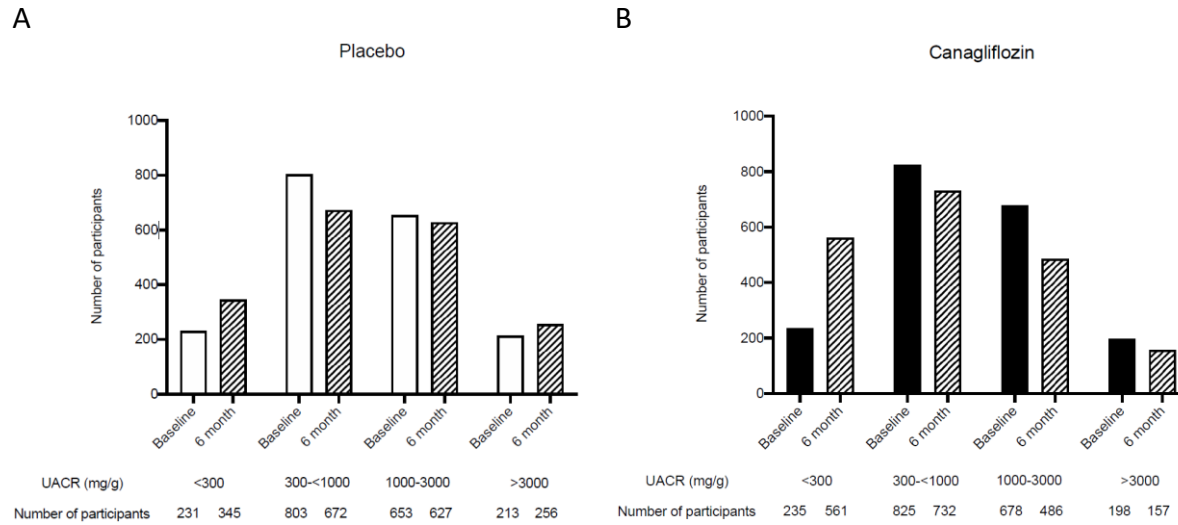 A
Placebo
Number of participants
1000
800
600
400
200
0
Baseline 6 month Baseline 6 month Baseline 6 month Baseline 6 month
UACR (mg/g) <300 300-<1000 1000-3000 >3000
Number of participants 231 345 803 672 653 627 213 256
B
Canagliflozin
Number of participants
1000
800
600
400
200
0
Baseline 6 month Baseline 6 month Baseline 6 month Baseline 6 month
UACR (mg/g) <300 300-<1000 1000-3000 >3000
Number of participants 235 561 825 732 678 486 198 157